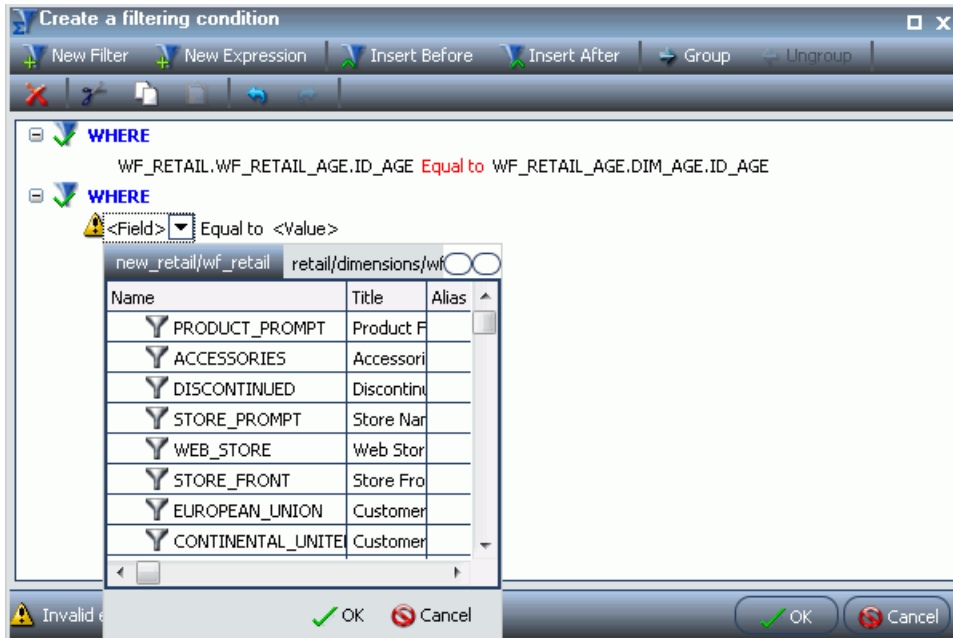 Create a filtering condition
New Filter New Expression Insert Before Insert After Group Ungroup
WHERE
WF_RETAIL.WF_RETAIL_AGE.ID_AGE Equal to WF_RETAIL_AGE.DIM_AGE.ID_AGE
WHERE
<Field> Equal to <Value>
new_retail/wf_retail retail/dimensions/wf
Name Title Alias
PRODUCT_PROMPT Product F
ACCESSORIES Accessori
DISCONTINUED Discontinu
STORE_PROMPT Store Nar
WEB_STORE Web Stor
STORE_FRONT Store Fro
EUROPEAN_UNION Customer
CONTINENTAL_UNITE Customer
OK Cancel
Invalid e OK Cancel